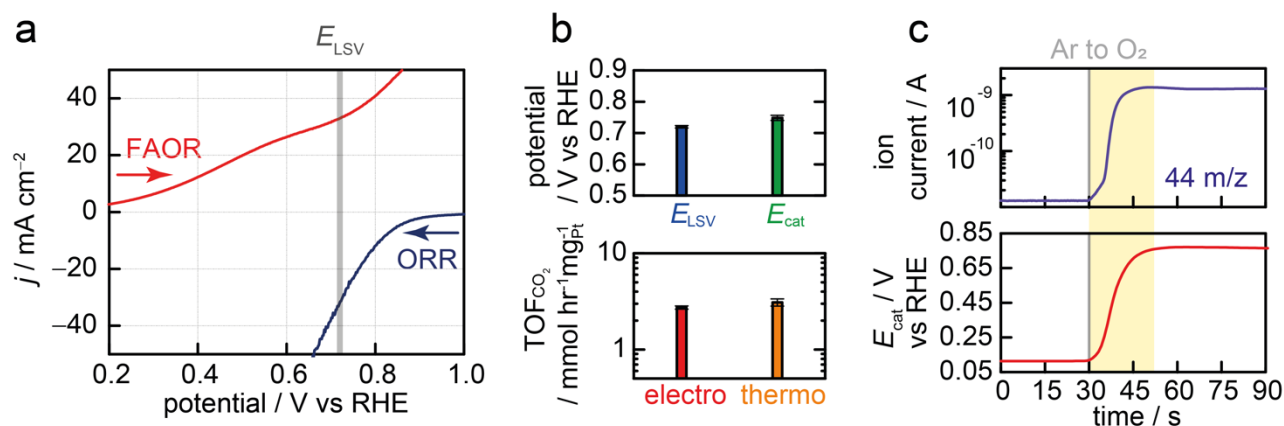 a
E_LSV
FAOR
ORR
j / mA cm⁻²
40
20
0
−20
−40
0.2 0.4 0.6 0.8 1.0
potential / V vs RHE
b
potential
/ V vs RHE
0.9
0.8
0.7
0.6
0.5
E_LSV E_cat
TOF_CO₂
/ mmol hr⁻¹mg_Pt⁻¹
10
1
electro thermo
c
Ar to O₂
ion
current / A
10⁻⁹
10⁻¹⁰
44 m/z
E_cat / V
vs RHE
0.85
0.65
0.45
0.25
0.05
0 15 30 45 60 75 90
time / s